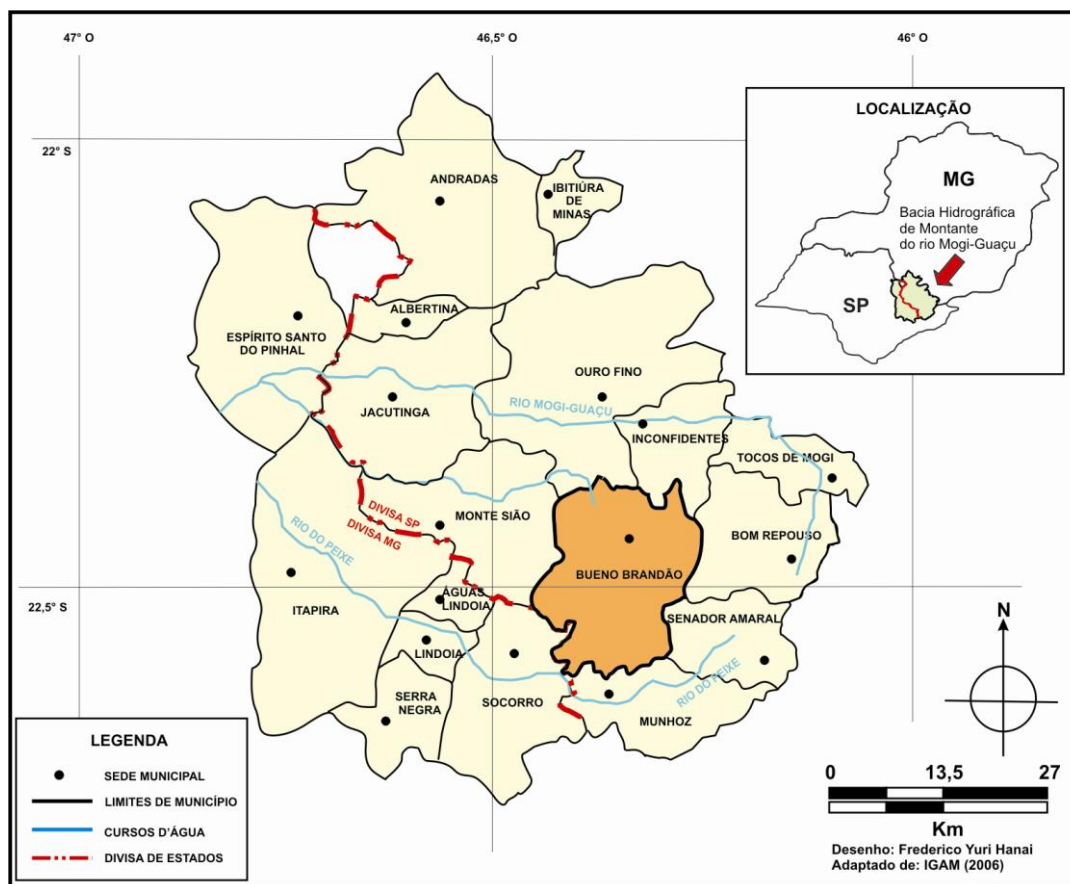 47° O
46,5° O
46° O
22° S
22,5° S
LOCALIZAÇÃO
MG
Bacia Hidrográfica
de Montante
do rio Mogi-Guaçu
SP
ANDRADAS
IBITIÚRA
DE
MINAS
ALBERTINA
ESPÍRITO SANTO
DO PINHAL
OURO FINO
JACUTINGA
RIO MOGI-GUAÇU
INCONFIDENTES
TOCOS DE MOGI
MONTE SIÃO
DIVISA SP
DIVISA MG
RIO DO PEIXE
BOM REPOUSO
BUENO BRANDÃO
ITAPIRA
ÁGUAS
LINDOIA
SENADOR AMARAL
LINDOIA
SERRA
NEGRA
SOCORRO
RIO DO PEIXE
MUNHOZ
N
LEGENDA
SEDE MUNICIPAL
LIMITES DE MUNICÍPIO
CURSOS D'ÁGUA
DIVISA DE ESTADOS
0 13,5 27
Km
Desenho: Frederico Yuri Hanai
Adaptado de: IGAM (2006)